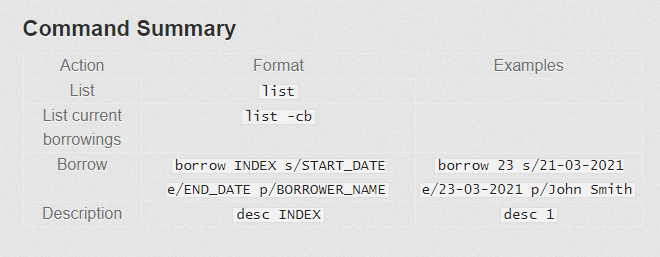 Command Summary
Action Format Examples
List list
List current list -cb
borrowings
Borrow borrow INDEX s/START_DATE borrow 23 s/21-03-2021
e/END_DATE p/BORROWER_NAME e/23-03-2021 p/John Smith
Description desc INDEX desc 1